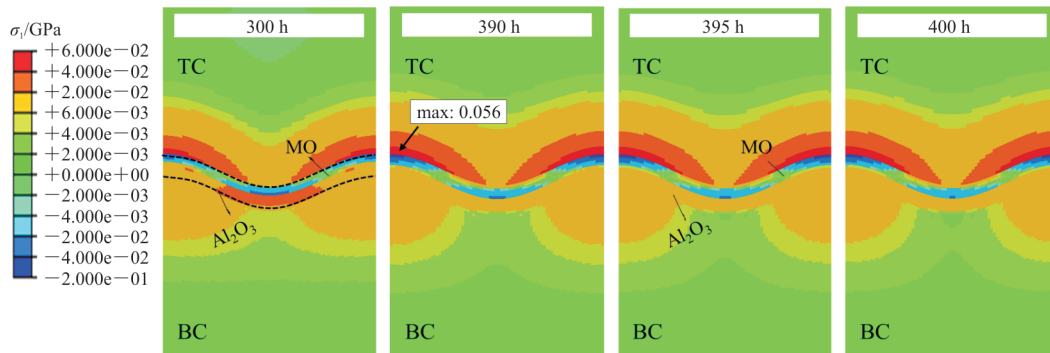 σ₁/GPa
+6.000e−02
+4.000e−02
+2.000e−02
+6.000e−03
+4.000e−03
+2.000e−03
+0.000e+00
−2.000e−03
−4.000e−03
−2.000e−02
−4.000e−02
−2.000e−01
300 h
TC
MO
Al₂O₃
BC
390 h
TC
max: 0.056
BC
395 h
TC
MO
Al₂O₃
BC
400 h
TC
BC